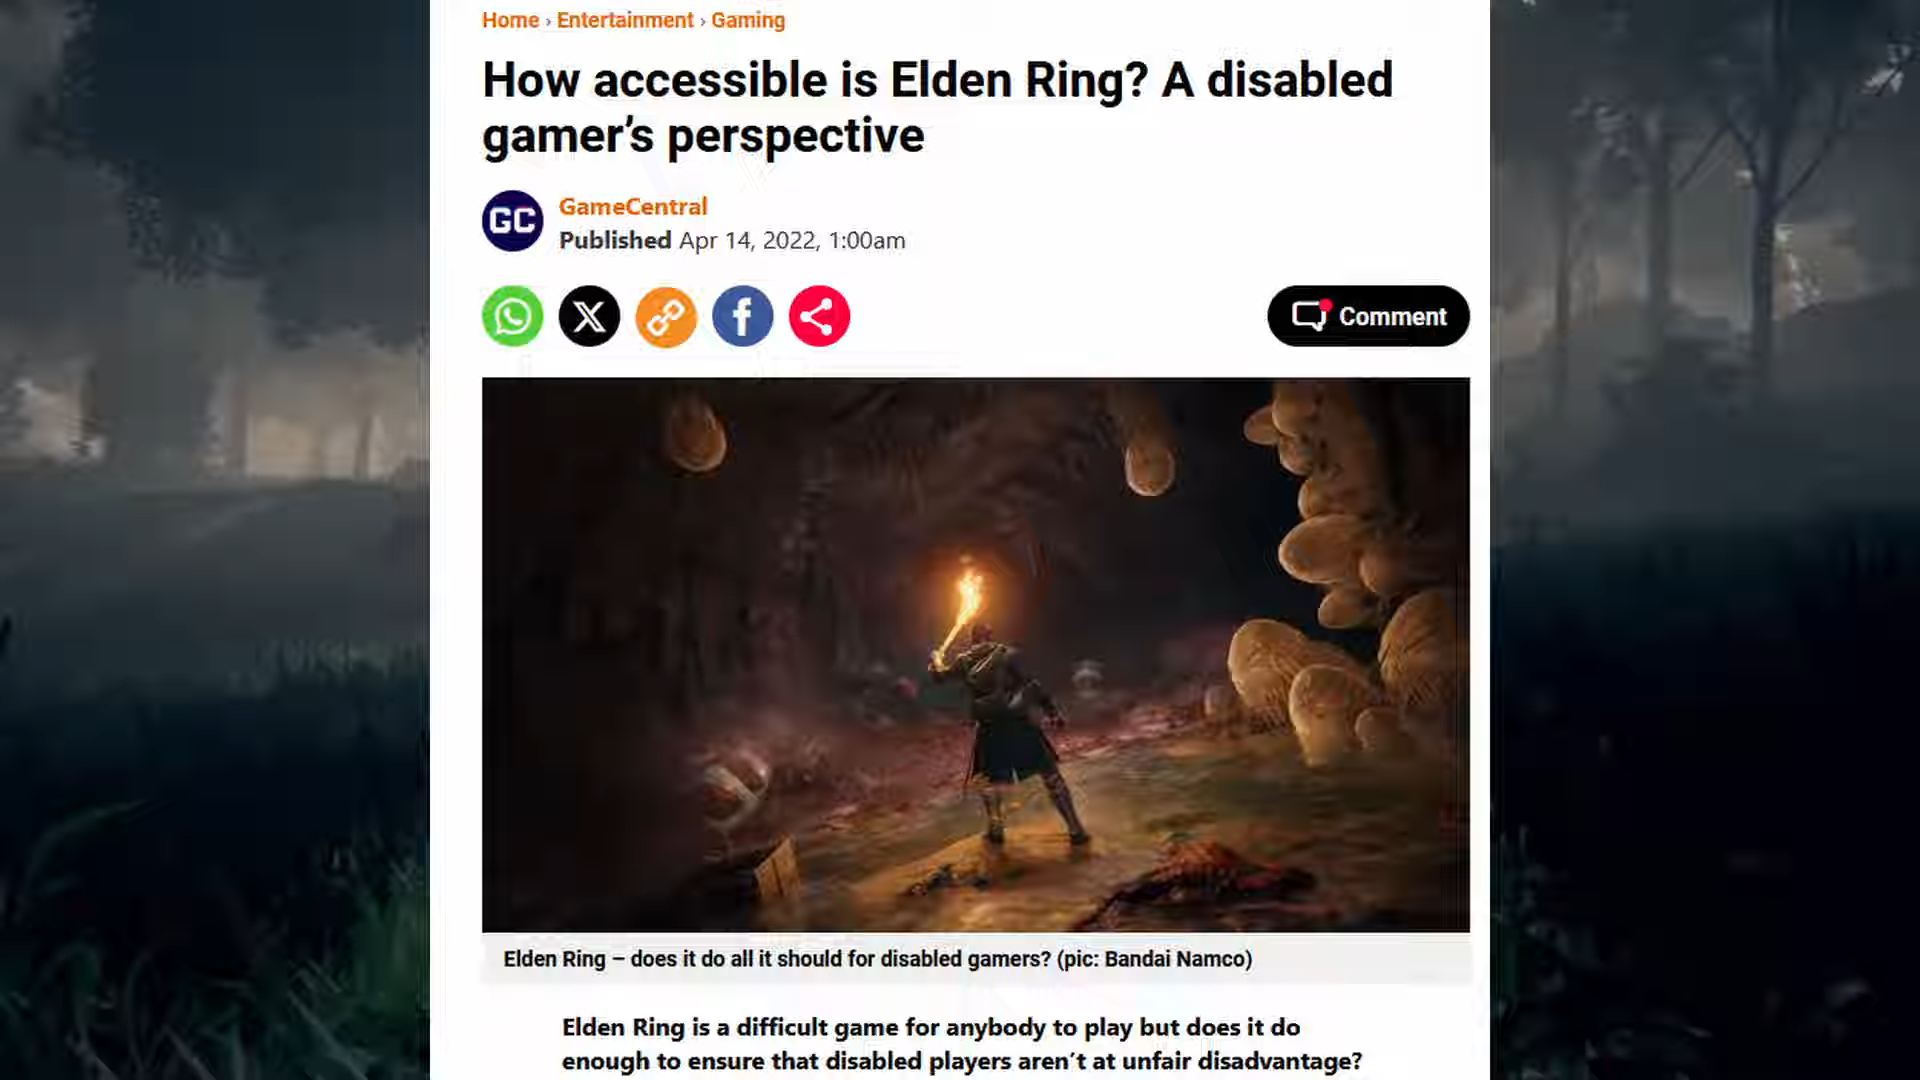 Home › Entertainment › Gaming
How accessible is Elden Ring? A disabled
gamer’s perspective
GC
GameCentral
Published Apr 14, 2022, 1:00am
Comment
Elden Ring – does it do all it should for disabled gamers? (pic: Bandai Namco)
Elden Ring is a difficult game for anybody to play but does it do
enough to ensure that disabled players aren’t at unfair disadvantage?